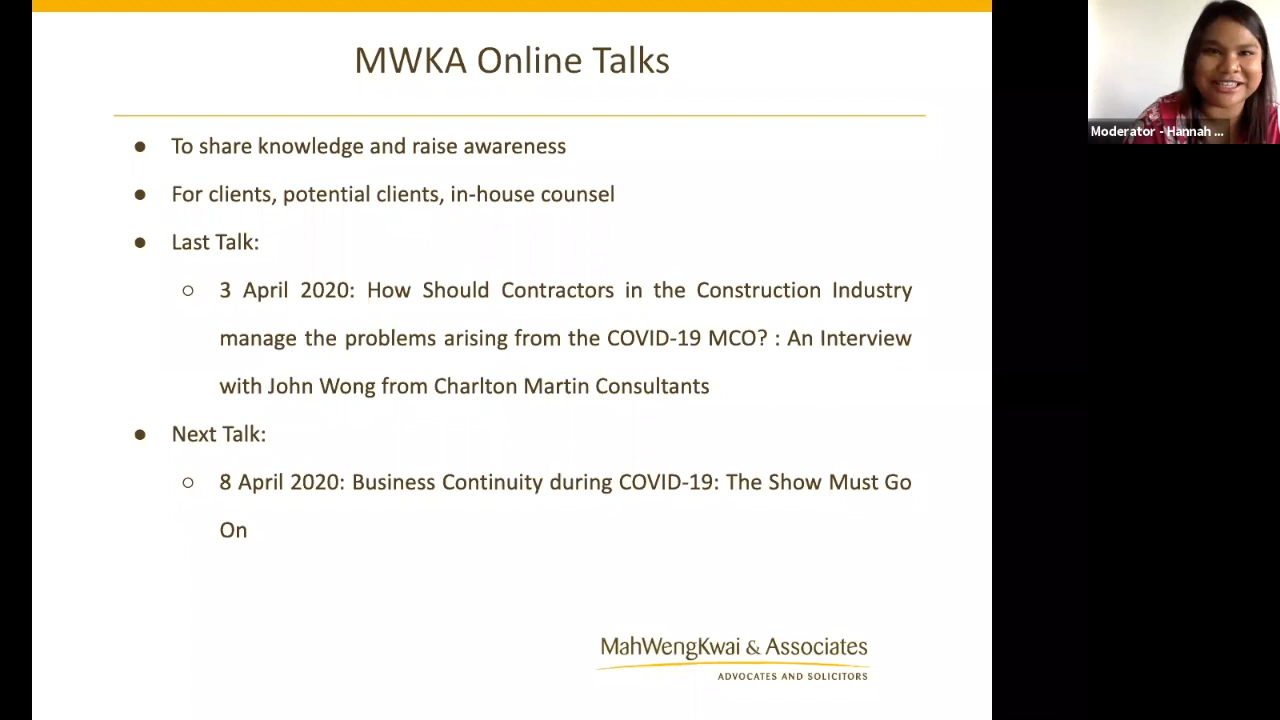 MWKA Online Talks
Moderator - Hannah ...
● To share knowledge and raise awareness
● For clients, potential clients, in-house counsel
● Last Talk:
○ 3 April 2020: How Should Contractors in the Construction Industry
manage the problems arising from the COVID-19 MCO? : An Interview
with John Wong from Charlton Martin Consultants
● Next Talk:
○ 8 April 2020: Business Continuity during COVID-19: The Show Must Go
On
MahWengKwai & Associates
ADVOCATES AND SOLICITORS